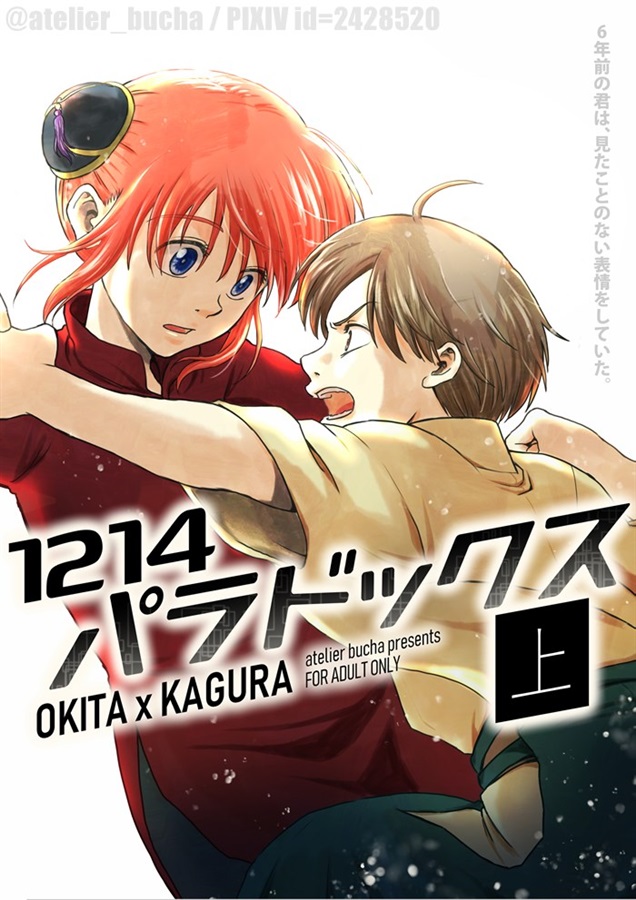 @atelier_bucha / PIXIV id=2428520
6年前の君は、見たことのない表情をしていた。
1214
パラドックス
上
OKITA x KAGURA
atelier bucha presents
FOR ADULT ONLY